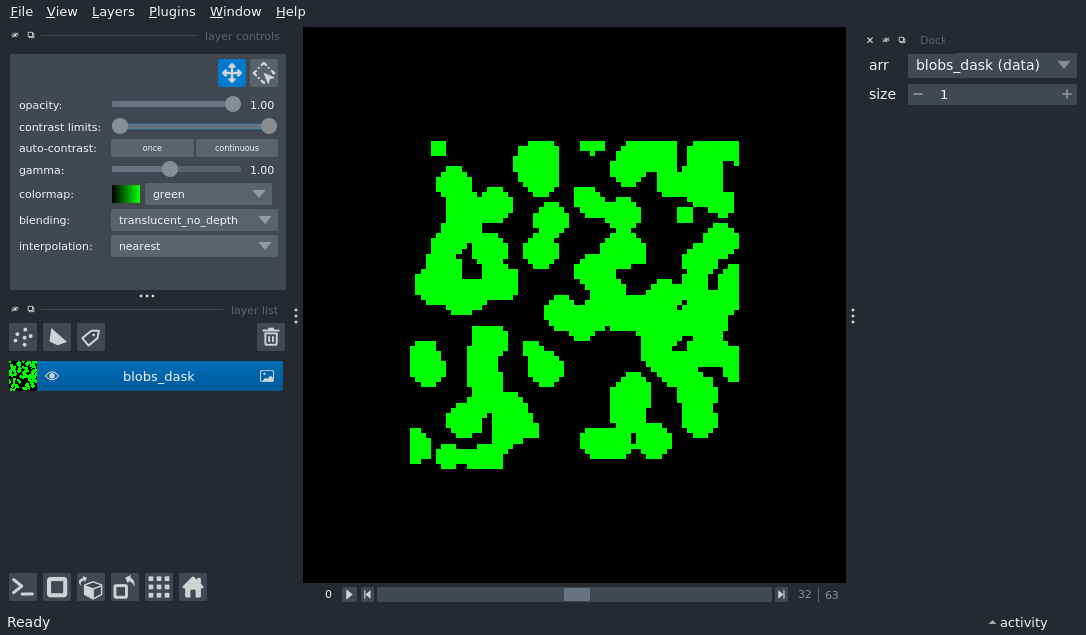 File View Layers Plugins Window Help
layer controls
opacity: 1.00
contrast limits:
auto-contrast: once continuous
gamma: 1.00
colormap: green
blending: translucent_no_depth
interpolation: nearest
layer list
blobs_dask
0 32 63
Ready
activity
Dock
arr blobs_dask (data)
size 1